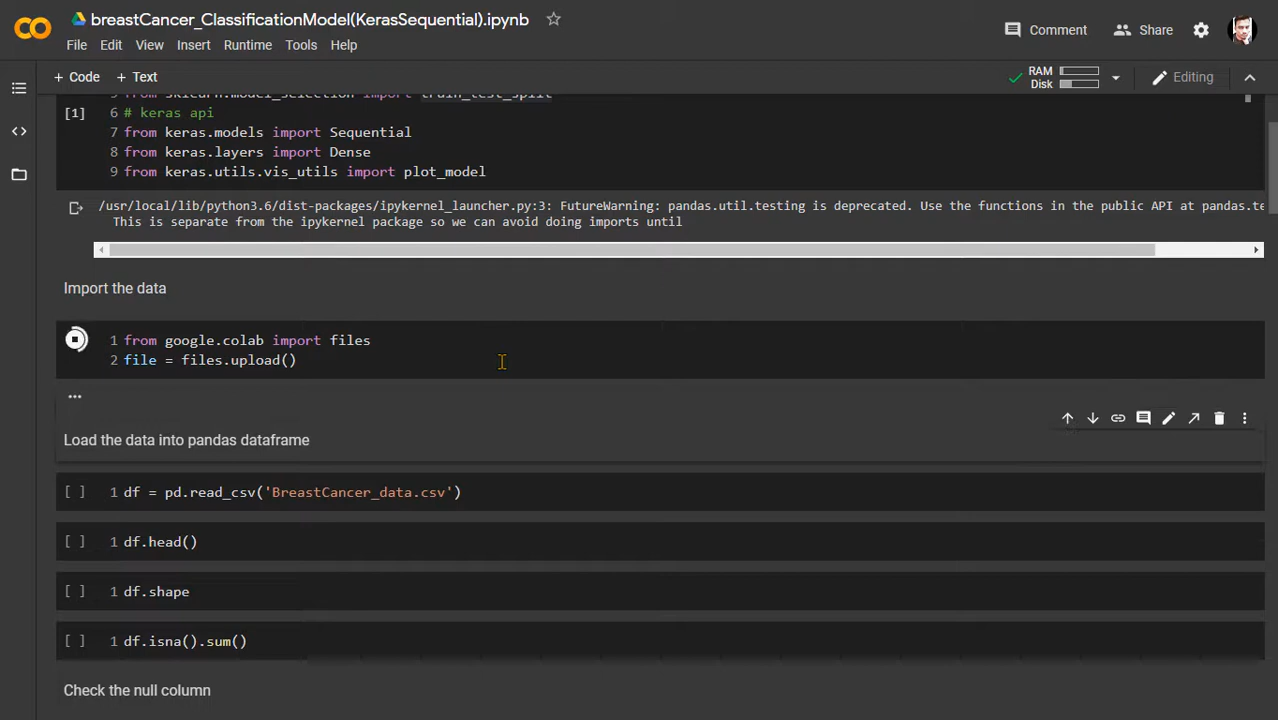 breastCancer_ClassificationModel(KerasSequential).ipynb
File Edit View Insert Runtime Tools Help
Comment Share
+ Code + Text
RAM
Disk
Editing
5 from sklearn.model_selection import train_test_split
[1] 6 # keras api
7 from keras.models import Sequential
8 from keras.layers import Dense
9 from keras.utils.vis_utils import plot_model
/usr/local/lib/python3.6/dist-packages/ipykernel_launcher.py:3: FutureWarning: pandas.util.testing is deprecated. Use the functions in the public API at pandas.te
This is separate from the ipykernel package so we can avoid doing imports until
Import the data
1 from google.colab import files
2 file = files.upload()
...
Load the data into pandas dataframe
[ ] 1 df = pd.read_csv('BreastCancer_data.csv')
[ ] 1 df.head()
[ ] 1 df.shape
[ ] 1 df.isna().sum()
Check the null column